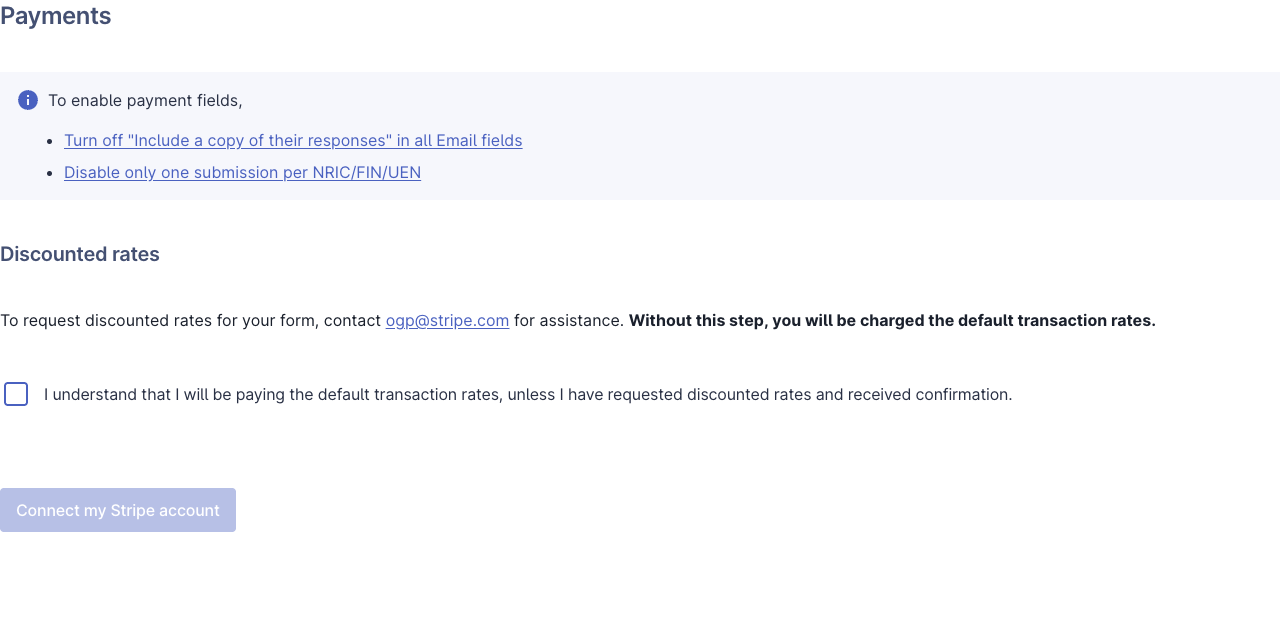 Payments
To enable payment fields,
Turn off "Include a copy of their responses" in all Email fields
Disable only one submission per NRIC/FIN/UEN
Discounted rates
To request discounted rates for your form, contact ogp@stripe.com for assistance. Without this step, you will be charged the default transaction rates.
I understand that I will be paying the default transaction rates, unless I have requested discounted rates and received confirmation.
Connect my Stripe account